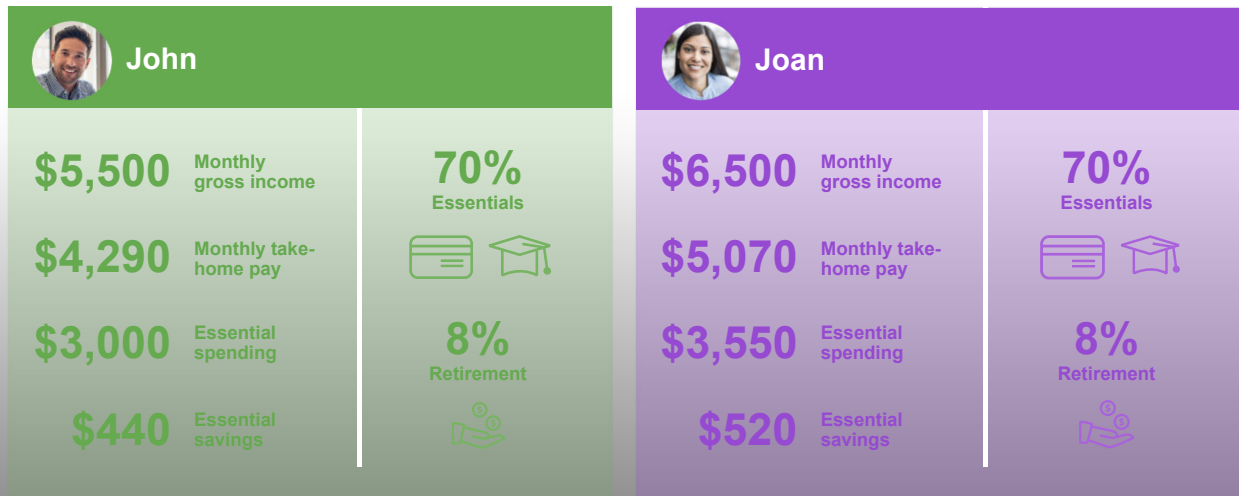 John
$5,500
Monthly
gross income
70%
Essentials
$4,290
Monthly take-
home pay
$3,000
Essential
spending
8%
Retirement
$440
Essential
savings
Joan
$6,500
Monthly
gross income
70%
Essentials
$5,070
Monthly take-
home pay
$3,550
Essential
spending
8%
Retirement
$520
Essential
savings